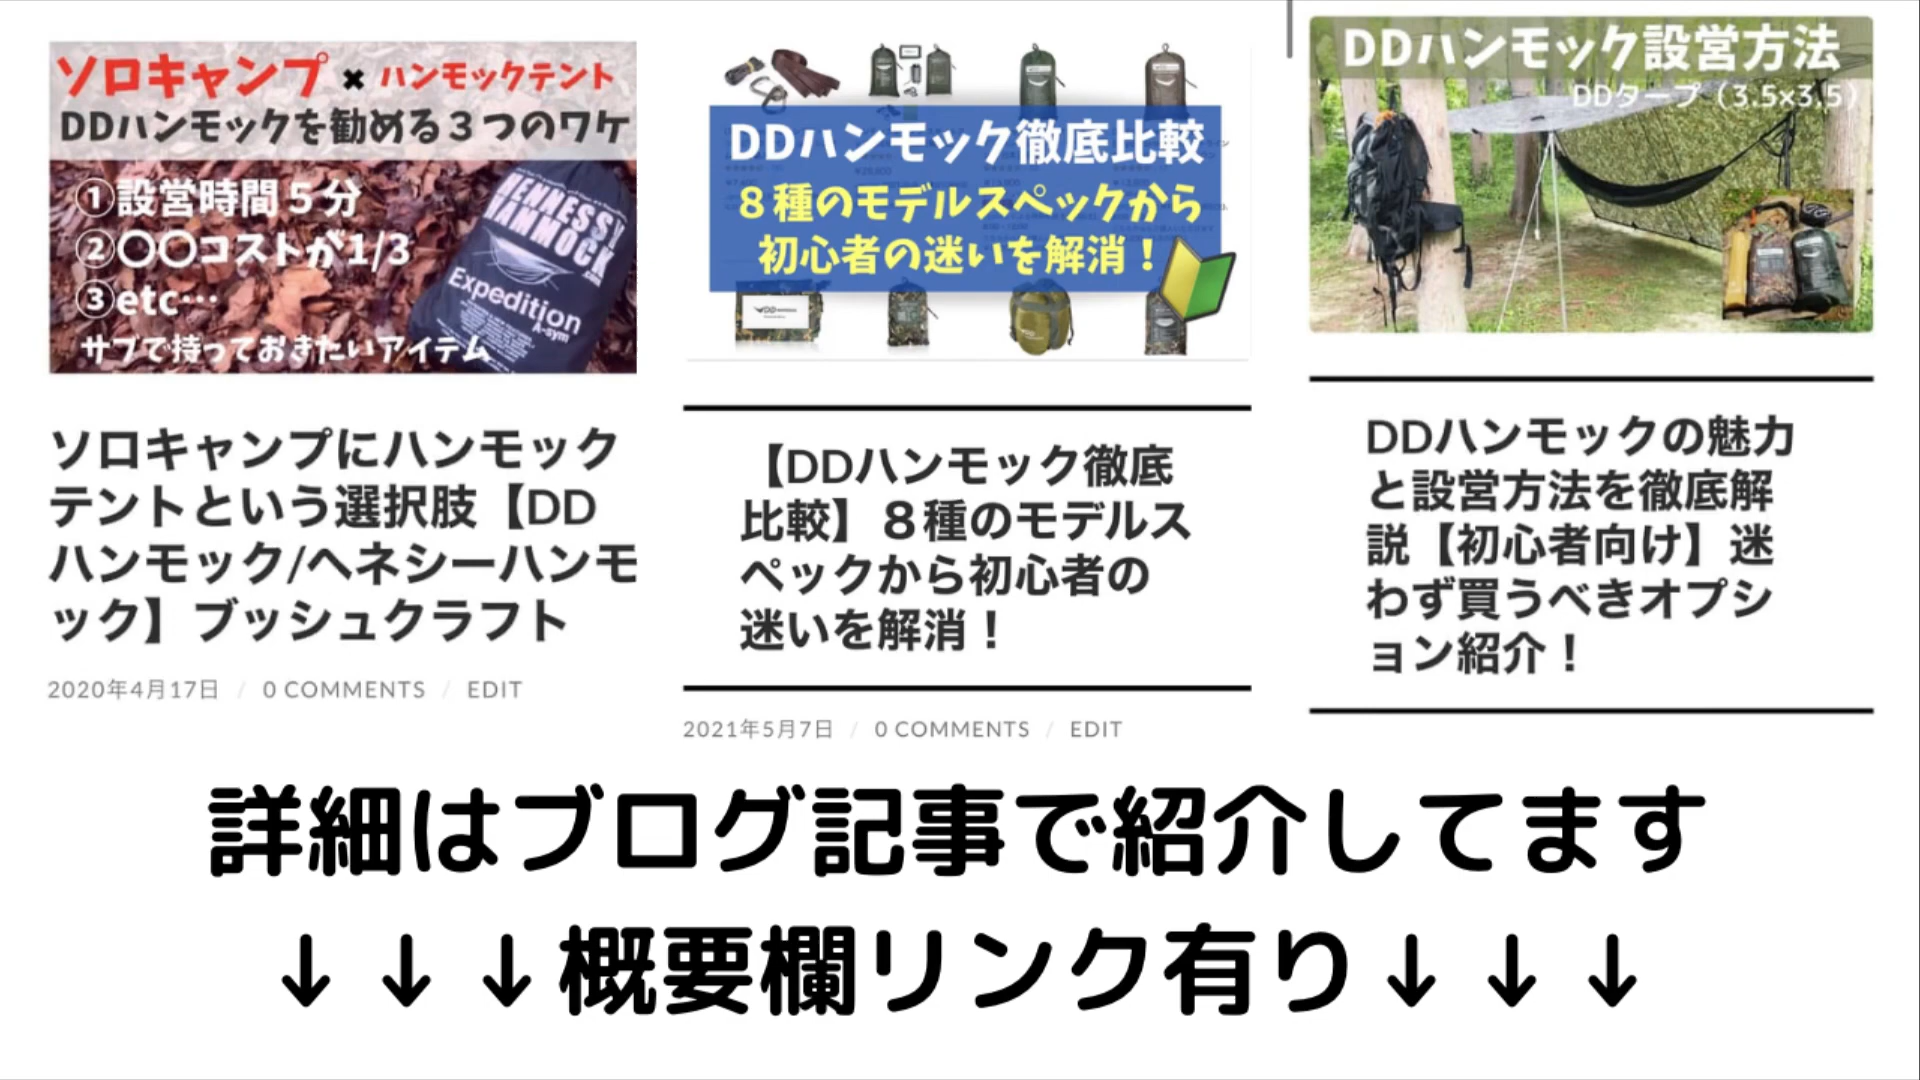 ソロキャンプ × ハンモックテント
DDハンモックを勧める３つのワケ
①設営時間５分
②〇〇コストが1/3
③etc…
サブで持っておきたいアイテム
HENNESSY
HAMMOCK
Expedition
A-sym
ソロキャンプにハンモック
テントという選択肢【DD
ハンモック/ヘネシーハンモ
ック】ブッシュクラフト
2020年4月17日 / 0 COMMENTS / EDIT
DDハンモック徹底比較
８種のモデルスペックから
初心者の迷いを解消！
【DDハンモック徹底
比較】８種のモデルス
ペックから初心者の
迷いを解消！
2021年5月7日 / 0 COMMENTS / EDIT
DDハンモック設営方法
DDタープ（3.5×3.5）
DDハンモックの魅力
と設営方法を徹底解
説【初心者向け】迷
わず買うべきオプシ
ョン紹介！
詳細はブログ記事で紹介してます
↓↓↓概要欄リンク有り↓↓↓